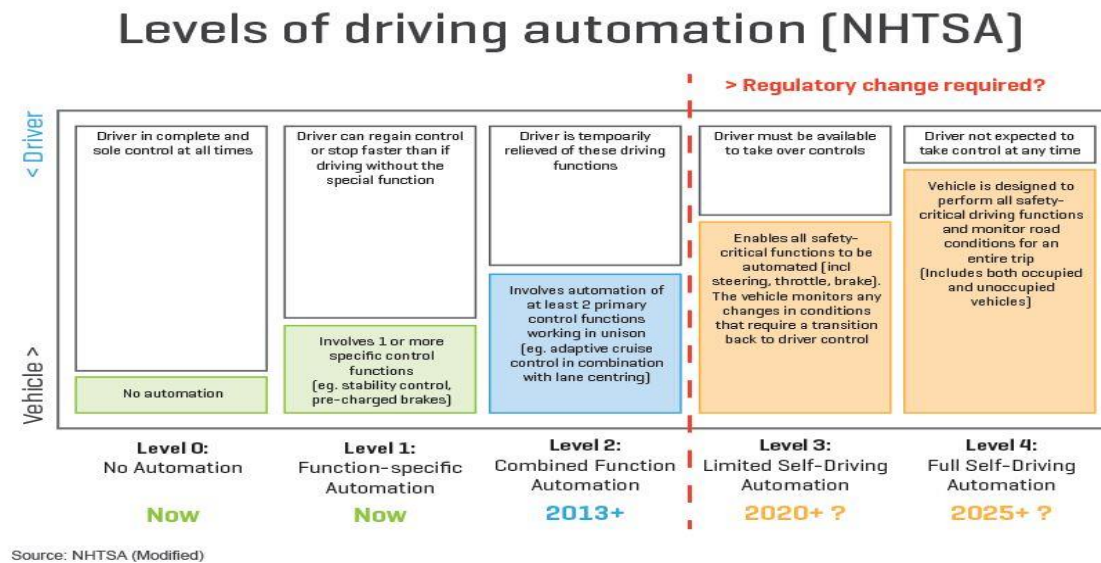 Levels of driving automation (NHTSA)
> Regulatory change required?
< Driver
Vehicle >
Driver in complete and
sole control at all times
No automation
Level 0:
No Automation
Now
Driver can regain control
or stop faster than if
driving without the
special function
Involves 1 or more
specific control
functions
(eg. stability control,
pre-charged brakes)
Level 1:
Function-specific
Automation
Now
Driver is tempoarily
relieved of these driving
functions
Involves automation of
at least 2 primary
control functions
working in unison
(eg. adaptive cruise
control in combination
with lane centring)
Level 2:
Combined Function
Automation
2013+
Driver must be available
to take over controls
Enables all safety-
critical functions to be
automated (incl
steering, throttle, brake).
The vehicle monitors any
changes in conditions
that require a transition
back to driver control
Level 3:
Limited Self-Driving
Automation
2020+ ?
Driver not expected to
take control at any time
Vehicle is designed to
perform all safety-
critical driving functions
and monitor road
conditions for an
entire trip
(Includes both occupied
and unoccupied
vehicles)
Level 4:
Full Self-Driving
Automation
2025+ ?
Source: NHTSA (Modified)